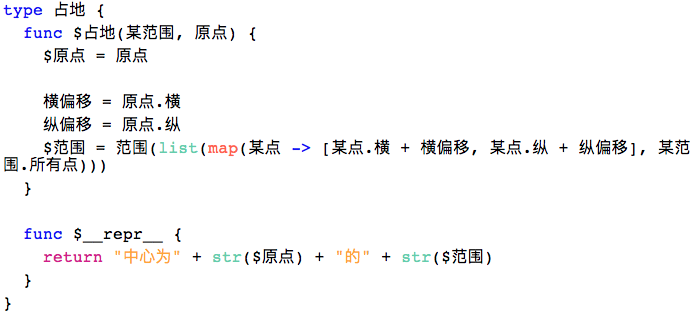 type 占地 {
  func $占地(某范围, 原点) {
    $原点 = 原点

    横偏移 = 原点.横
    纵偏移 = 原点.纵
    $范围 = 范围(list(map(某点 -> [某点.横 + 横偏移, 某点.纵 + 纵偏移], 某范
围.所有点)))
  }

  func $__repr__ {
    return "中心为" + str($原点) + "的" + str($范围)
  }
}